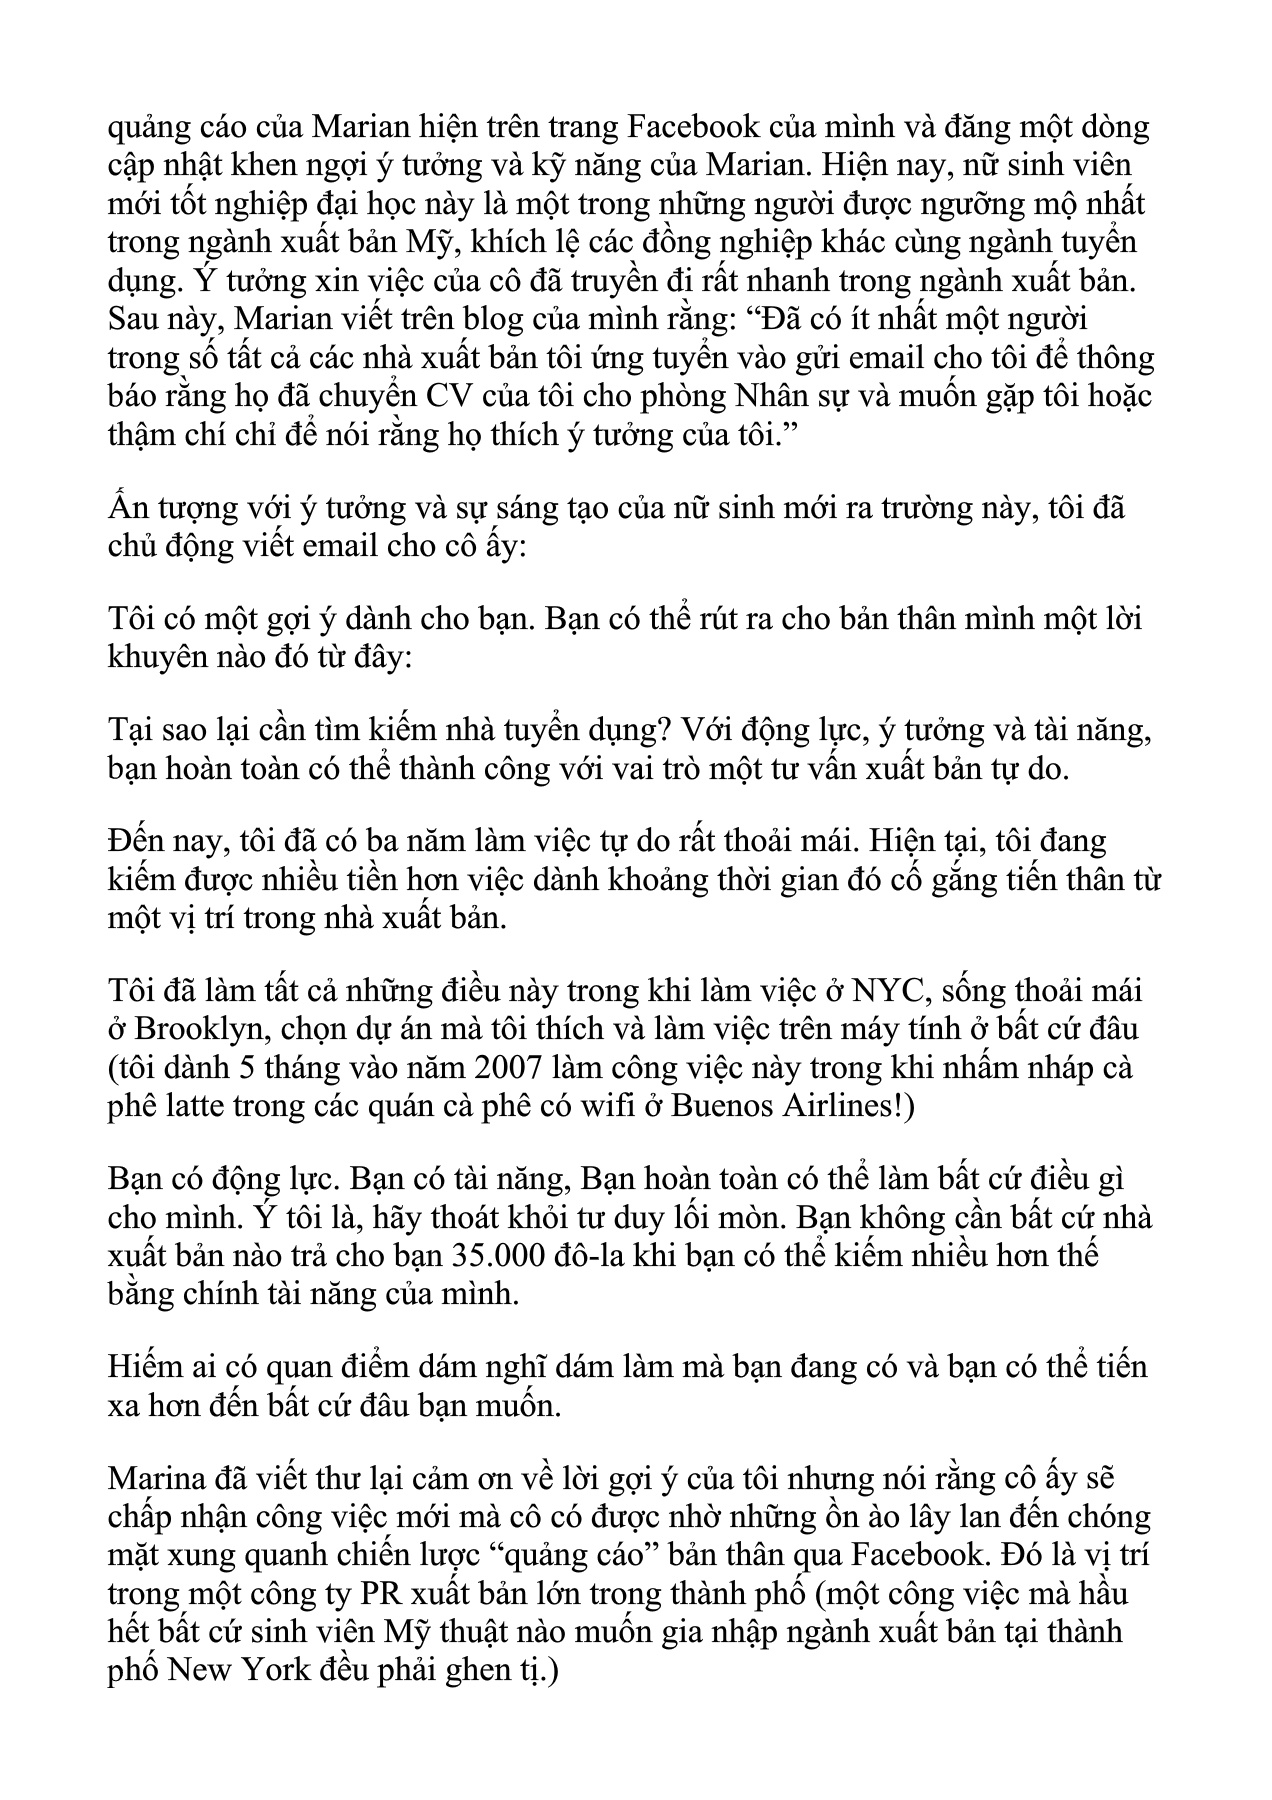 quảng cáo của Marian hiện trên trang Facebook của mình và đăng một dòng
cập nhật khen ngợi ý tưởng và kỹ năng của Marian. Hiện nay, nữ sinh viên
mới tốt nghiệp đại học này là một trong những người được ngưỡng mộ nhất
trong ngành xuất bản Mỹ, khích lệ các đồng nghiệp khác cùng ngành tuyển
dụng. Ý tưởng xin việc của cô đã truyền đi rất nhanh trong ngành xuất bản.
Sau này, Marian viết trên blog của mình rằng: “Đã có ít nhất một người
trong số tất cả các nhà xuất bản tôi ứng tuyển vào gửi email cho tôi để thông
báo rằng họ đã chuyển CV của tôi cho phòng Nhân sự và muốn gặp tôi hoặc
thậm chí chỉ để nói rằng họ thích ý tưởng của tôi.”
Ấn tượng với ý tưởng và sự sáng tạo của nữ sinh mới ra trường này, tôi đã
chủ động viết email cho cô ấy:
Tôi có một gợi ý dành cho bạn. Bạn có thể rút ra cho bản thân mình một lời
khuyên nào đó từ đây:
Tại sao lại cần tìm kiếm nhà tuyển dụng? Với động lực, ý tưởng và tài năng,
bạn hoàn toàn có thể thành công với vai trò một tư vấn xuất bản tự do.
Đến nay, tôi đã có ba năm làm việc tự do rất thoải mái. Hiện tại, tôi đang
kiếm được nhiều tiền hơn việc dành khoảng thời gian đó cố gắng tiến thân từ
một vị trí trong nhà xuất bản.
Tôi đã làm tất cả những điều này trong khi làm việc ở NYC, sống thoải mái
ở Brooklyn, chọn dự án mà tôi thích và làm việc trên máy tính ở bất cứ đâu
(tôi dành 5 tháng vào năm 2007 làm công việc này trong khi nhấm nháp cà
phê latte trong các quán cà phê có wifi ở Buenos Airlines!)
Bạn có động lực. Bạn có tài năng, Bạn hoàn toàn có thể làm bất cứ điều gì
cho mình. Ý tôi là, hãy thoát khỏi tư duy lối mòn. Bạn không cần bất cứ nhà
xuất bản nào trả cho bạn 35.000 đô-la khi bạn có thể kiếm nhiều hơn thế
bằng chính tài năng của mình.
Hiếm ai có quan điểm dám nghĩ dám làm mà bạn đang có và bạn có thể tiến
xa hơn đến bất cứ đâu bạn muốn.
Marina đã viết thư lại cảm ơn về lời gợi ý của tôi nhưng nói rằng cô ấy sẽ
chấp nhận công việc mới mà cô có được nhờ những ồn ào lây lan đến chóng
mặt xung quanh chiến lược “quảng cáo” bản thân qua Facebook. Đó là vị trí
trong một công ty PR xuất bản lớn trong thành phố (một công việc mà hầu
hết bất cứ sinh viên Mỹ thuật nào muốn gia nhập ngành xuất bản tại thành
phố New York đều phải ghen tị.)